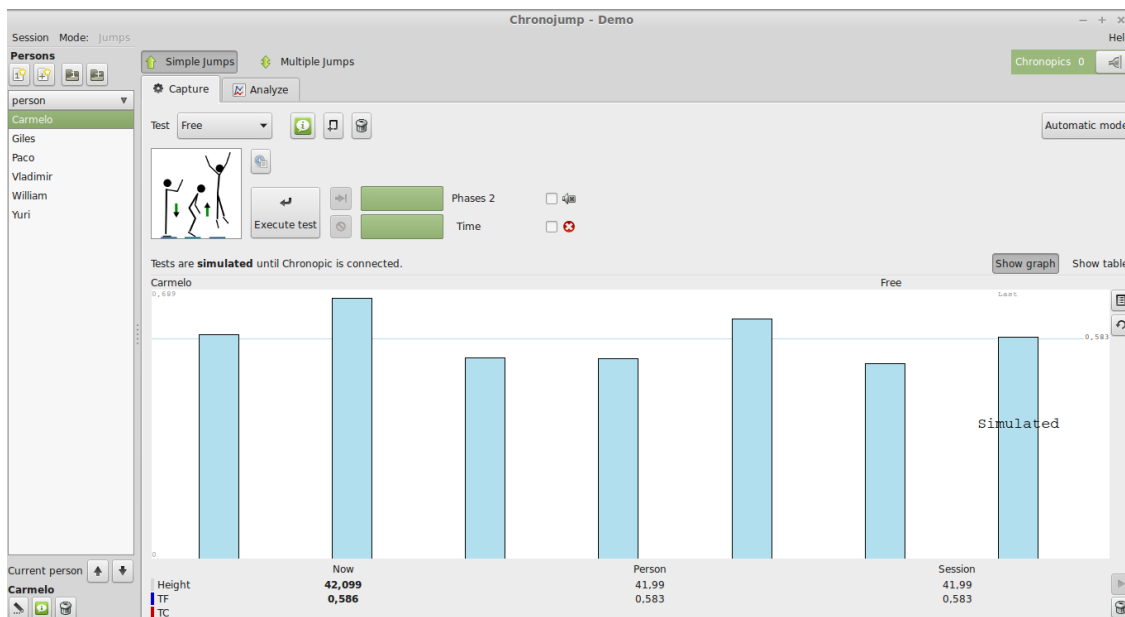 Chronojump - Demo
Session Mode: Jumps
Persons
person
Carmelo
Giles
Paco
Vladimir
William
Yuri
Current person
Carmelo
Simple Jumps Multiple Jumps Chronopics 0
Capture Analyze
Test Free Automatic mode
Execute test
Phases 2
Time
Tests are simulated until Chronopic is connected. Show graph Show table
Carmelo Free
0,689 Last
0,583
Simulated
0
Now Person Session
Height 42,099 41,99 41,99
TF 0,586 0,583 0,583
TC